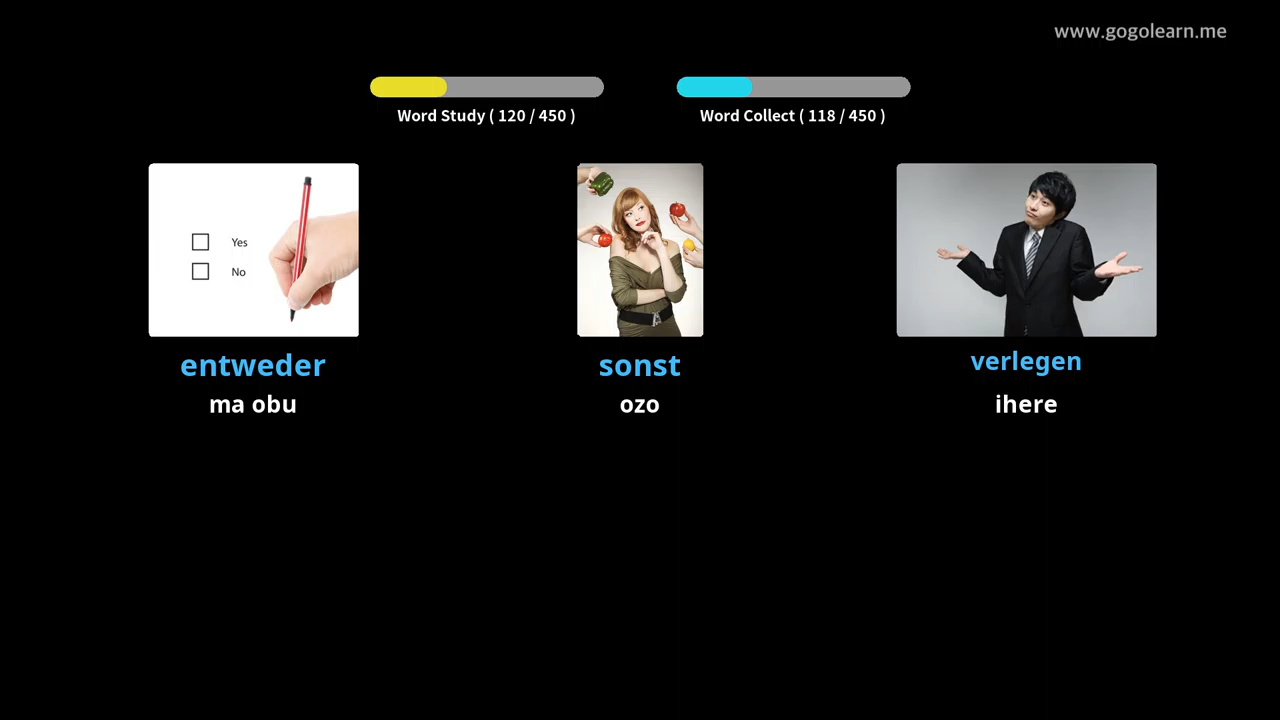 www.gogolearn.me
Word Study ( 120 / 450 )
Word Collect ( 118 / 450 )
Yes
No
entweder
sonst
verlegen
ma obu
ozo
ihere